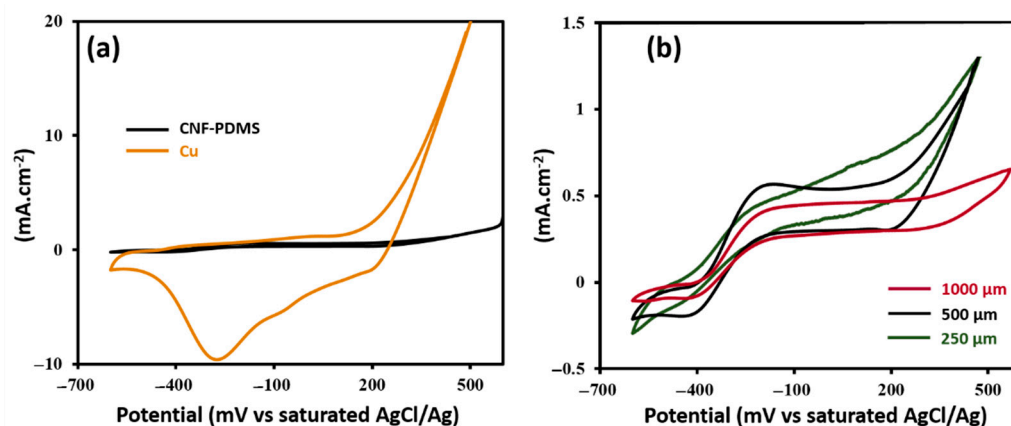 (a)
20
10
0
–10
(mA.cm-2)
CNF-PDMS
Cu
–700
–400
–100
200
500
Potential (mV vs saturated AgCl/Ag)
(b)
1.5
1
0.5
0
–0.5
(mA.cm-2)
1000 µm
500 µm
250 µm
–700
–400
–100
200
500
Potential (mV vs saturated AgCl/Ag)